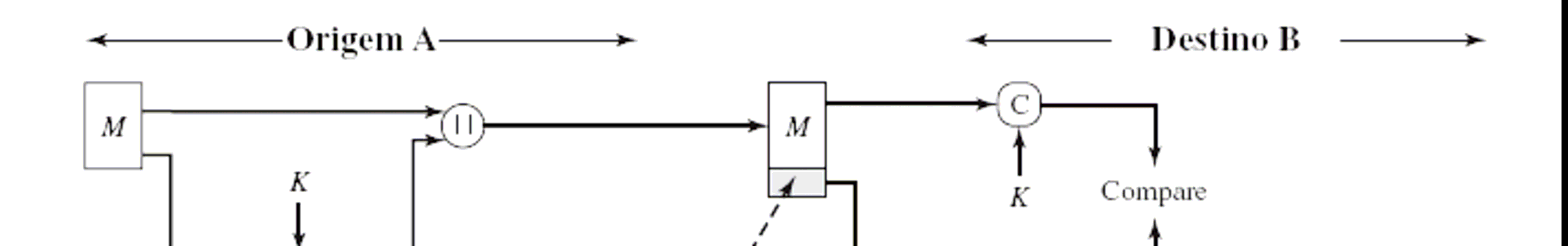 Origem A Destino B
M || M C
K K Compare